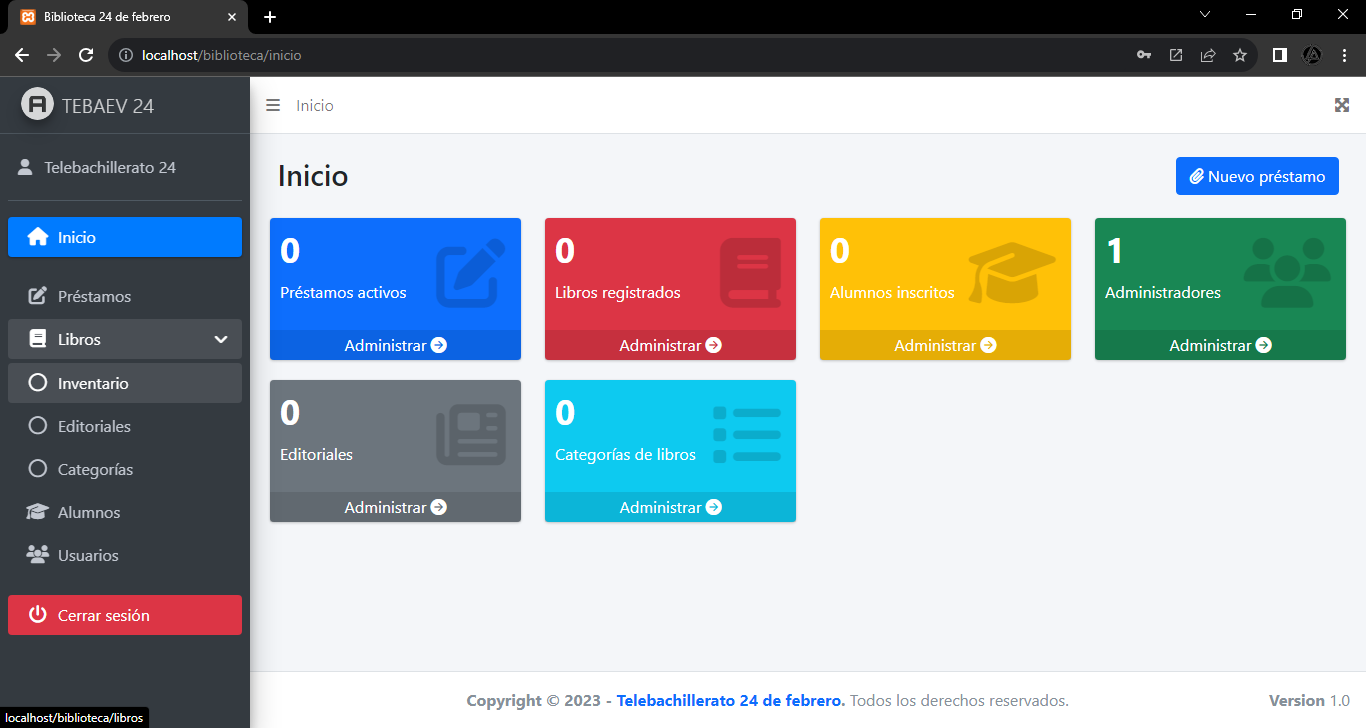 Biblioteca 24 de febrero
localhost/biblioteca/inicio
TEBAEV 24
Inicio
Telebachillerato 24
Inicio
Préstamos
Libros
Inventario
Editoriales
Categorías
Alumnos
Usuarios
Cerrar sesión
Inicio
Nuevo préstamo
0
Préstamos activos
Administrar
0
Libros registrados
Administrar
0
Alumnos inscritos
Administrar
1
Administradores
Administrar
0
Editoriales
Administrar
0
Categorías de libros
Administrar
Copyright © 2023 - Telebachillerato 24 de febrero. Todos los derechos reservados.
Version 1.0
localhost/biblioteca/libros